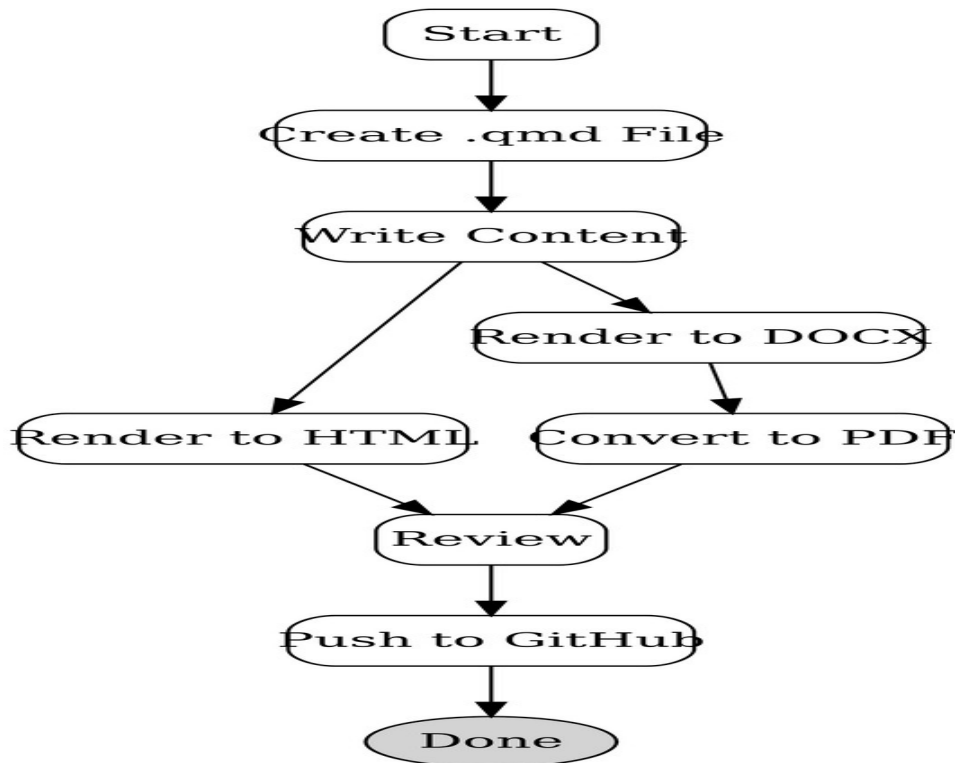 Start
Create .qmd File
Write Content
Render to DOCX
Render to HTML
Convert to PDF
Review
Push to GitHub
Done